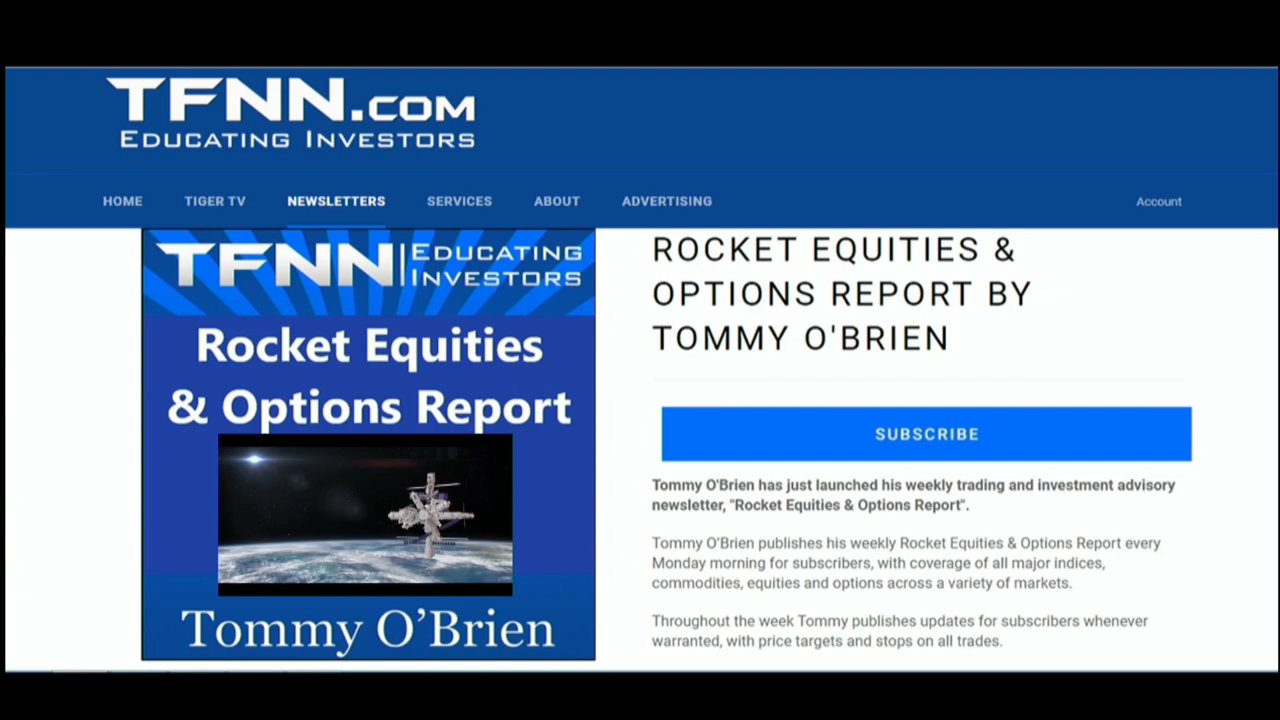 TFNN.COM
EDUCATING INVESTORS
HOME TIGER TV NEWSLETTERS SERVICES ABOUT ADVERTISING Account
TFNN EDUCATING INVESTORS
Rocket Equities
& Options Report
Tommy O’Brien
ROCKET EQUITIES &
OPTIONS REPORT BY
TOMMY O'BRIEN
SUBSCRIBE
Tommy O'Brien has just launched his weekly trading and investment advisory
newsletter, "Rocket Equities & Options Report".
Tommy O'Brien publishes his weekly Rocket Equities & Options Report every
Monday morning for subscribers, with coverage of all major indices,
commodities, equities and options across a variety of markets.
Throughout the week Tommy publishes updates for subscribers whenever
warranted, with price targets and stops on all trades.